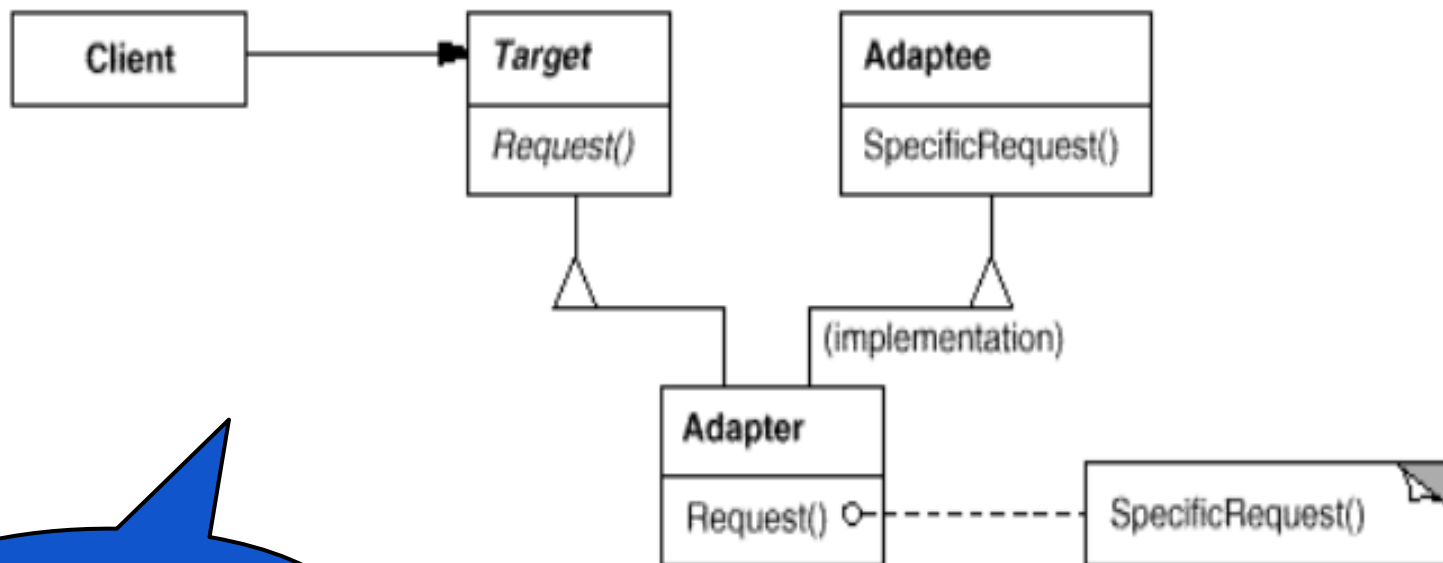 Client
Target
Request()
Adaptee
SpecificRequest()
(implementation)
Adapter
Request()
SpecificRequest()